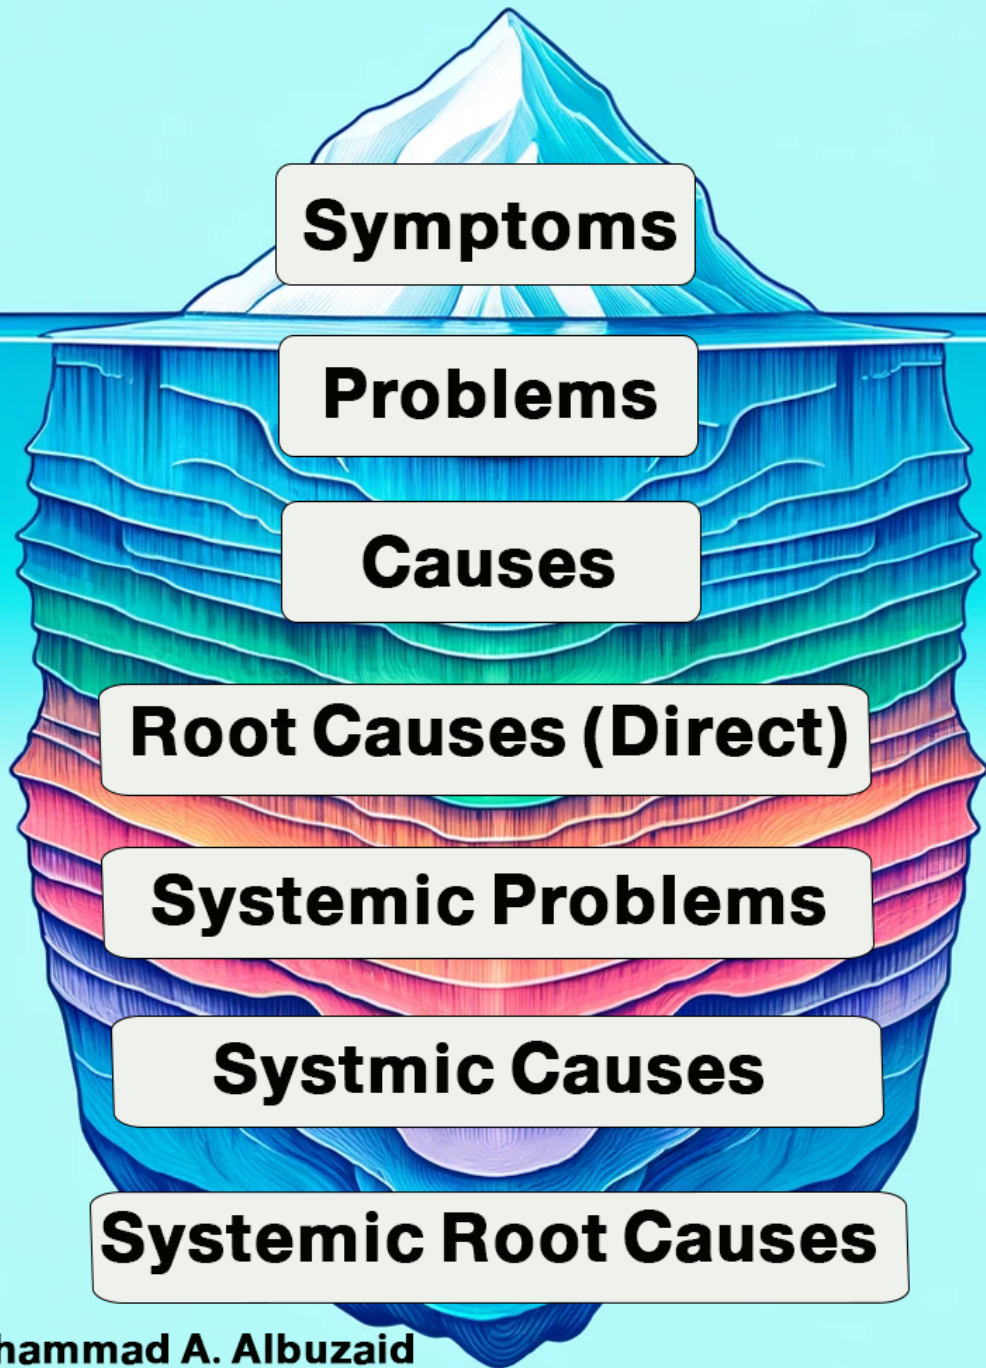 Symptoms
Problems
Causes
Root Causes (Direct)
Systemic Problems
Systmic Causes
Systemic Root Causes
hammad A. Albuzaid